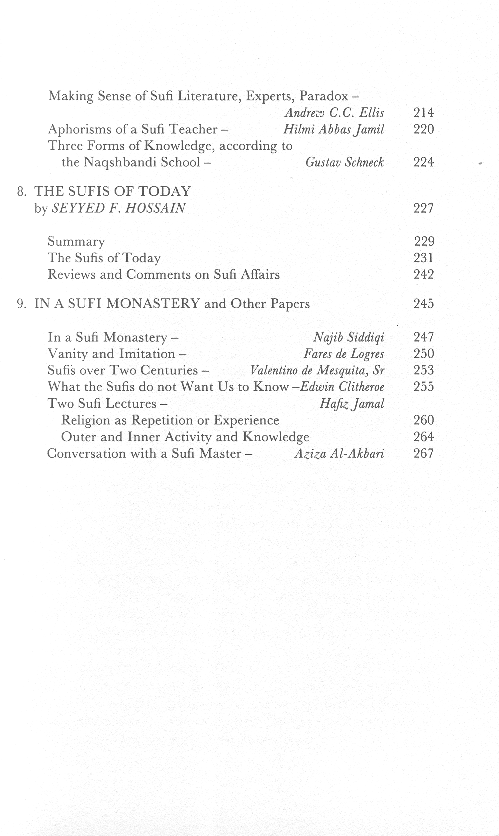 Making Sense of Sufi Literature, Experts, Paradox –
Andrew C.C. Ellis 214
Aphorisms of a Sufi Teacher – Hilmi Abbas Jamil 220
Three Forms of Knowledge, according to
the Naqshbandi School – Gustav Schneck 224
8. THE SUFIS OF TODAY
by SEYYED F. HOSSAIN 227
Summary 229
The Sufis of Today 231
Reviews and Comments on Sufi Affairs 242
9. IN A SUFI MONASTERY and Other Papers 245
In a Sufi Monastery – Najib Siddiqi 247
Vanity and Imitation – Fares de Logres 250
Sufis over Two Centuries – Valentino de Mesquita, Sr 253
What the Sufis do not Want Us to Know – Edwin Clitheroe 255
Two Sufi Lectures – Hafiz Jamal
Religion as Repetition or Experience 260
Outer and Inner Activity and Knowledge 264
Conversation with a Sufi Master – Aziza Al-Akbari 267